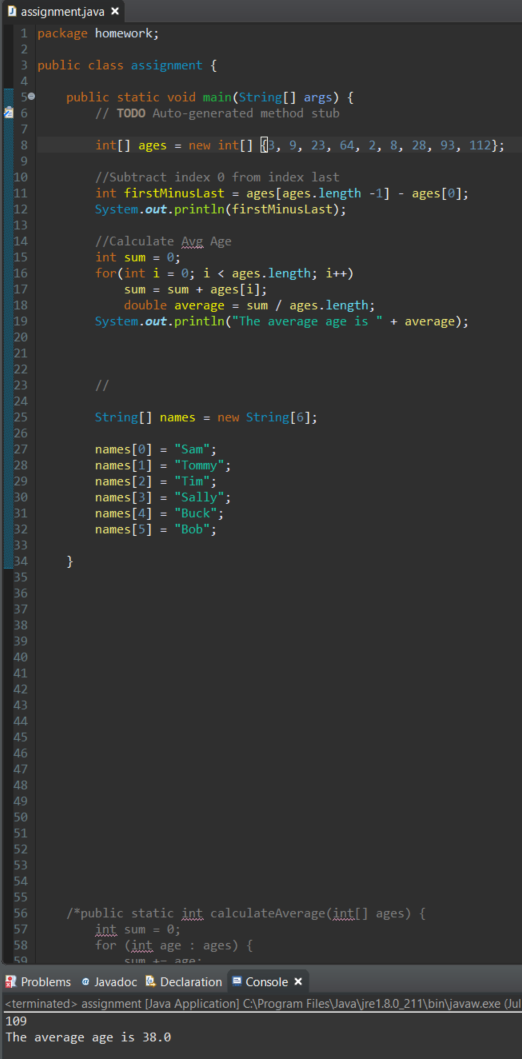 assignment.java
1 package homework;
2
3 public class assignment {
4
5 public static void main(String[] args) {
6 // TODO Auto-generated method stub
7
8 int[] ages = new int[] {3, 9, 23, 64, 2, 8, 28, 93, 112};
9
10 //Subtract index 0 from index last
11 int firstMinusLast = ages[ages.length -1] - ages[0];
12 System.out.println(firstMinusLast);
13
14 //Calculate Avg Age
15 int sum = 0;
16 for(int i = 0; i < ages.length; i++)
17 sum = sum + ages[i];
18 double average = sum / ages.length;
19 System.out.println("The average age is " + average);
20
21
22
23 //
24
25 String[] names = new String[6];
26
27 names[0] = "Sam";
28 names[1] = "Tommy";
29 names[2] = "Tim";
30 names[3] = "Sally";
31 names[4] = "Buck";
32 names[5] = "Bob";
33
34 }
35
36
37
38
39
40
41
42
43
44
45
46
47
48
49
50
51
52
53
54
55
56 /*public static int calculateAverage(int[] ages) {
57 int sum = 0;
58 for (int age : ages) {
59 sum += age;
Problems Javadoc Declaration Console
<terminated> assignment [Java Application] C:\Program Files\Java\jre1.8.0_211\bin\javaw.exe (Jul
109
The average age is 38.0